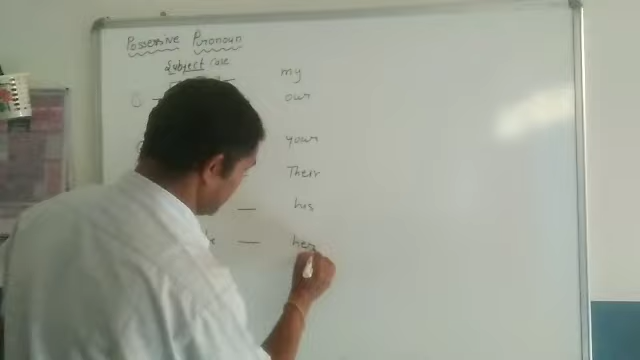 Possessive Pronoun
Subject Case
my
our
your
Their
— his
— her